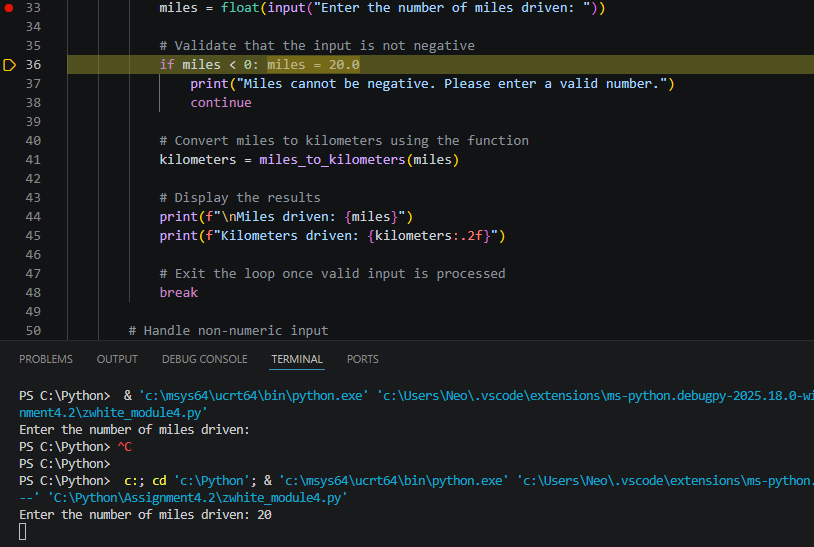 33 miles = float(input("Enter the number of miles driven: "))
34
35 # Validate that the input is not negative
36 if miles < 0: miles = 20.0
37 print("Miles cannot be negative. Please enter a valid number.")
38 continue
39
40 # Convert miles to kilometers using the function
41 kilometers = miles_to_kilometers(miles)
42
43 # Display the results
44 print(f"\nMiles driven: {miles}")
45 print(f"Kilometers driven: {kilometers:.2f}")
46
47 # Exit the loop once valid input is processed
48 break
49
50 # Handle non-numeric input
PROBLEMS OUTPUT DEBUG CONSOLE TERMINAL PORTS
PS C:\Python> & 'c:\msys64\ucrt64\bin\python.exe' 'c:\Users\Neo\.vscode\extensions\ms-python.debugpy-2025.18.0-wi
nment4.2\zwhite_module4.py'
Enter the number of miles driven:
PS C:\Python> ^C
PS C:\Python>
PS C:\Python> c:; cd 'c:\Python'; & 'c:\msys64\ucrt64\bin\python.exe' 'c:\Users\Neo\.vscode\extensions\ms-python.
--' 'C:\Python\Assignment4.2\zwhite_module4.py'
Enter the number of miles driven: 20